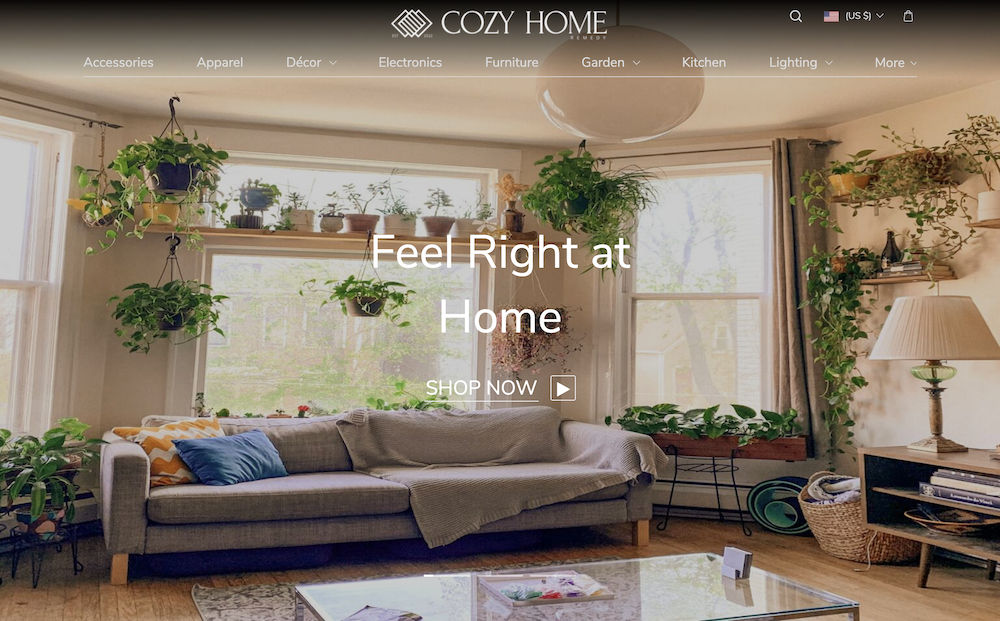 COZY HOME
REMEDY
(US $)
Accessories
Apparel
Décor
Electronics
Furniture
Garden
Kitchen
Lighting
More
Feel Right at
Home
SHOP NOW